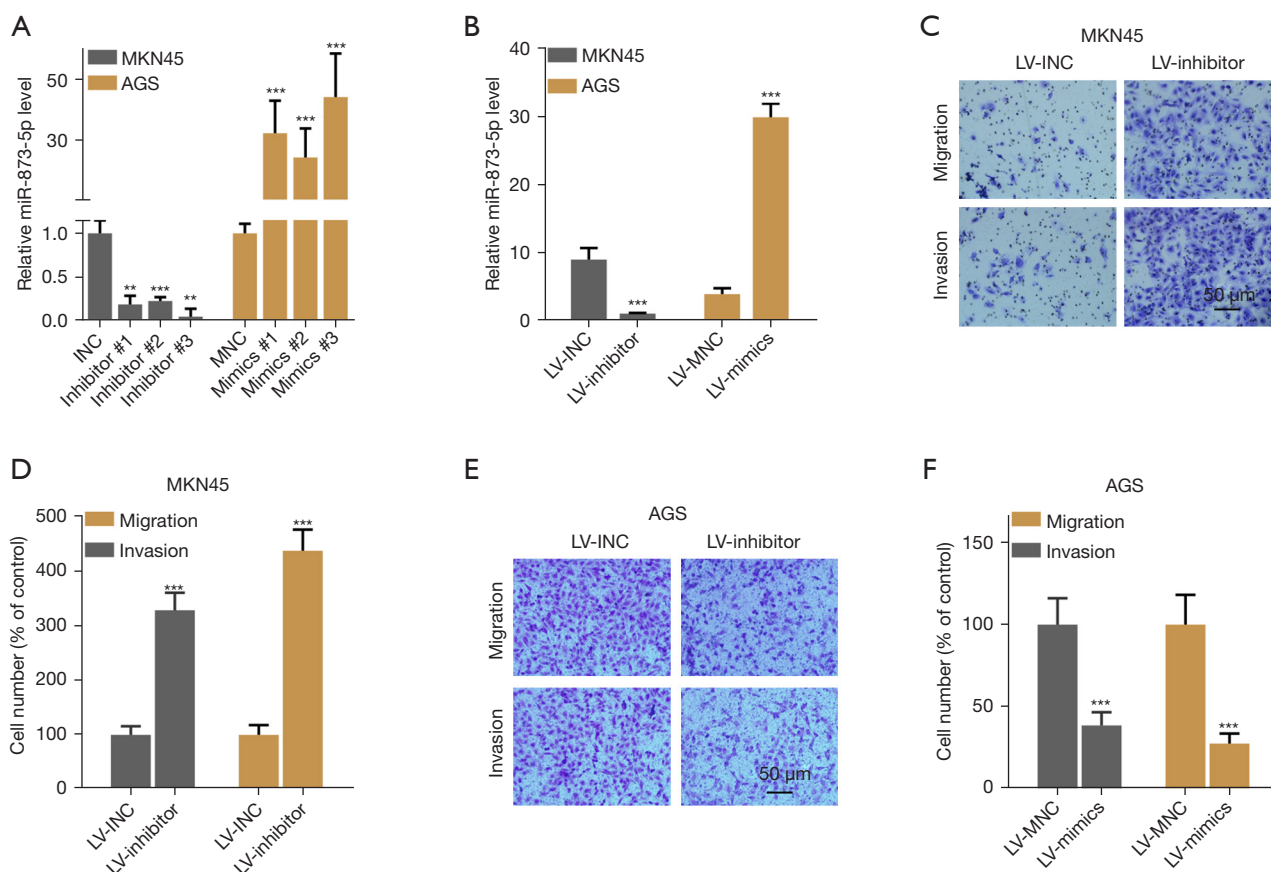 A
MKN45
AGS
Relative miR-873-5p level
50
30
1.0
0.5
0.0
***
***
***
**
***
**
INC
Inhibitor #1
Inhibitor #2
Inhibitor #3
MNC
Mimics #1
Mimics #2
Mimics #3
B
MKN45
AGS
Relative miR-873-5p level
40
30
20
10
0
***
***
LV-INC
LV-inhibitor
LV-MNC
LV-mimics
C
MKN45
LV-INC
LV-inhibitor
Migration
Invasion
50 μm
D
MKN45
Migration
Invasion
Cell number (% of control)
500
400
300
200
100
0
***
***
LV-INC
LV-inhibitor
LV-INC
LV-inhibitor
E
AGS
LV-INC
LV-inhibitor
Migration
Invasion
50 μm
F
AGS
Migration
Invasion
Cell number (% of control)
150
100
50
0
***
***
LV-MNC
LV-mimics
LV-MNC
LV-mimics